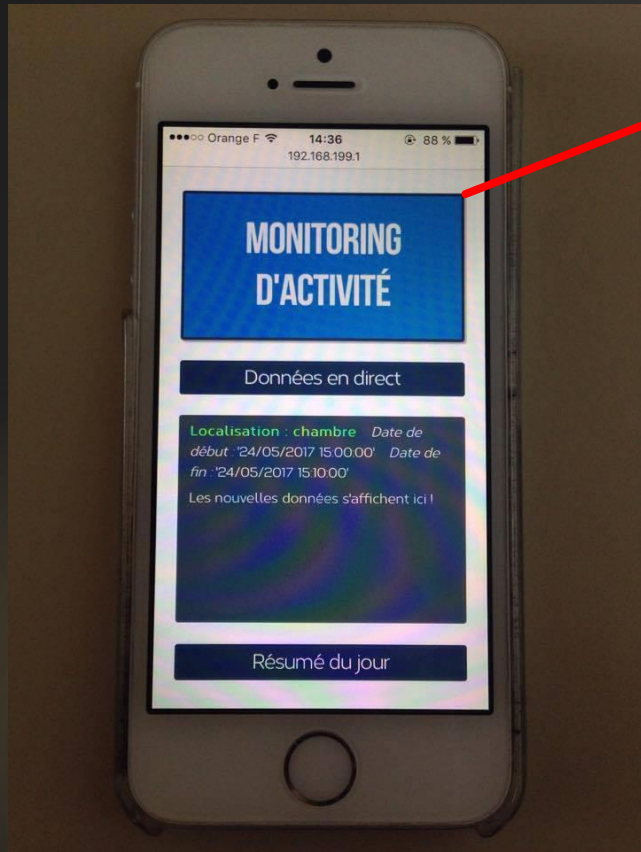 Orange F 14:36 88 %
192.168.199.1
MONITORING
D'ACTIVITÉ
Données en direct
Localisation : chambre Date de
début :'24/05/2017 15:00:00' Date de
fin :'24/05/2017 15:10:00'
Les nouvelles données s'affichent ici !
Résumé du jour